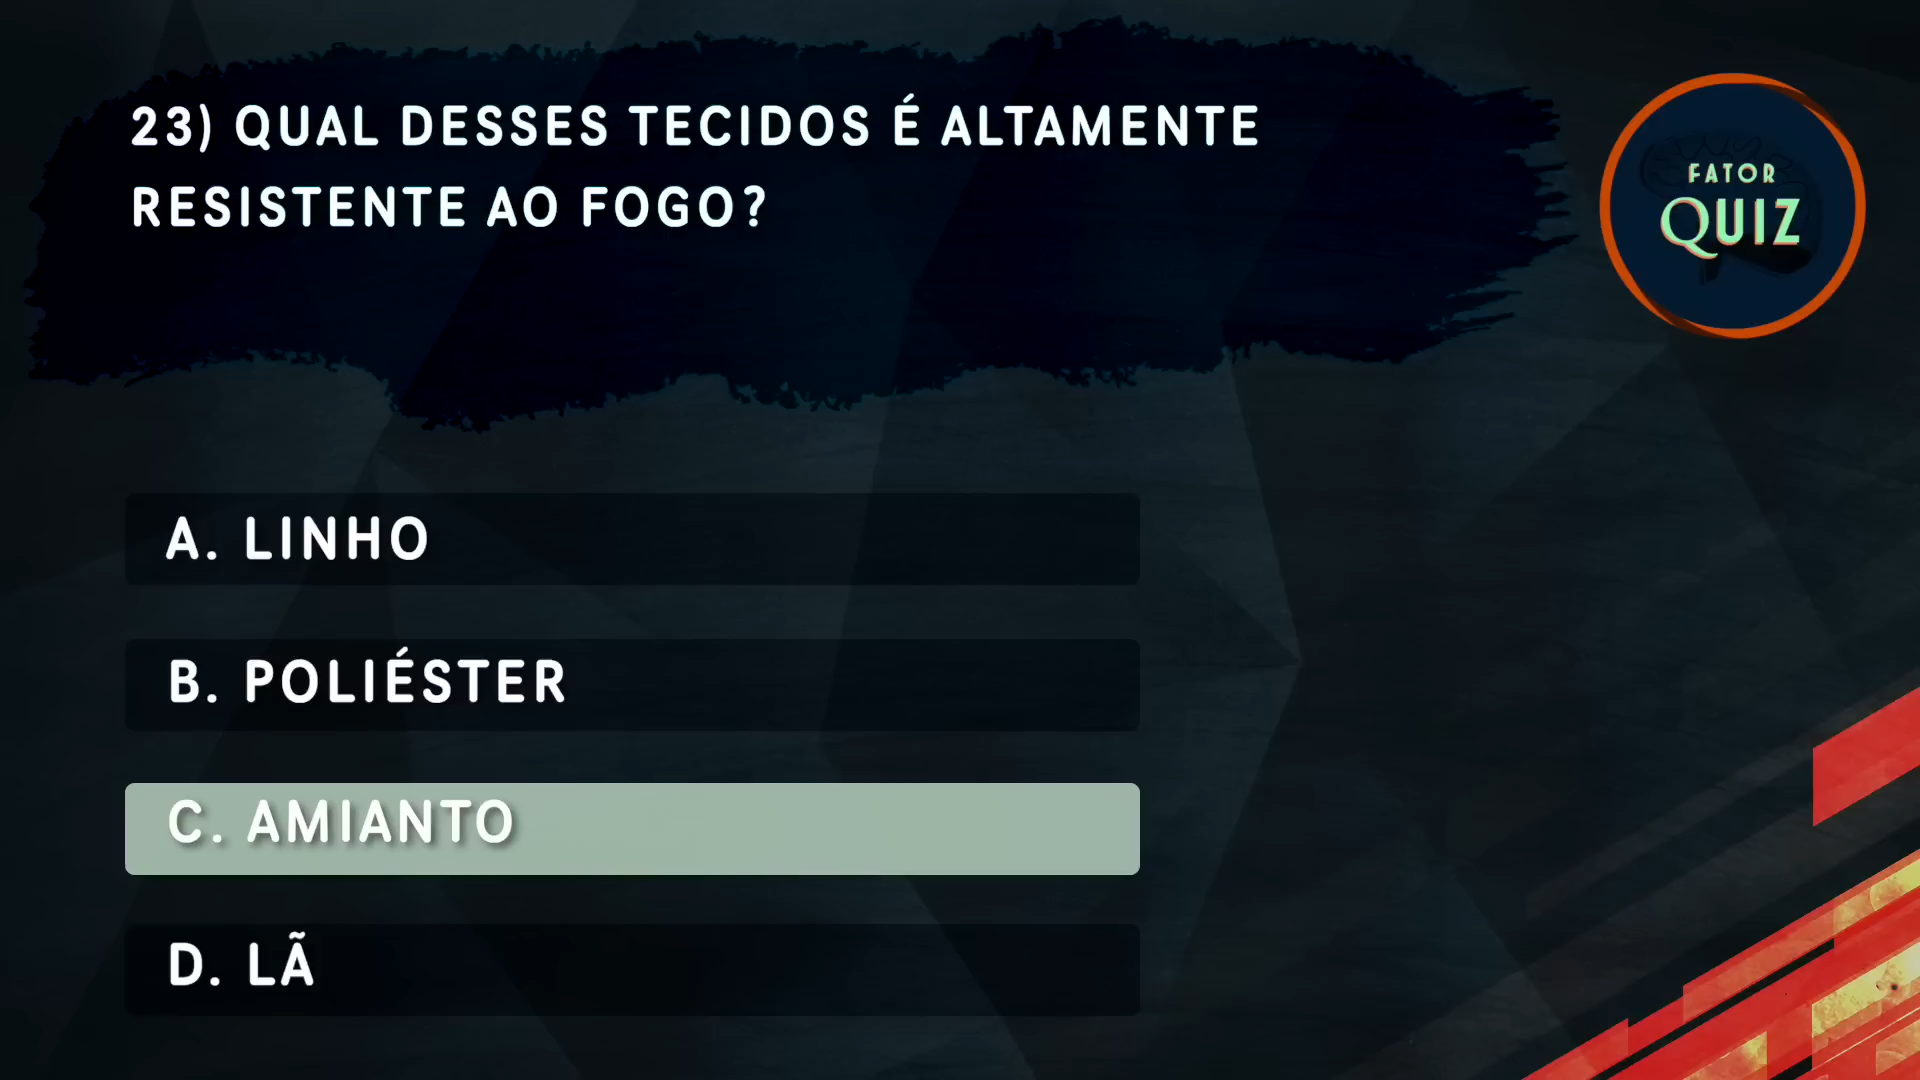 23) QUAL DESSES TECIDOS É ALTAMENTE
RESISTENTE AO FOGO?
FATOR
QUIZ
A. LINHO
B. POLIÉSTER
C. AMIANTO
D. LÃ